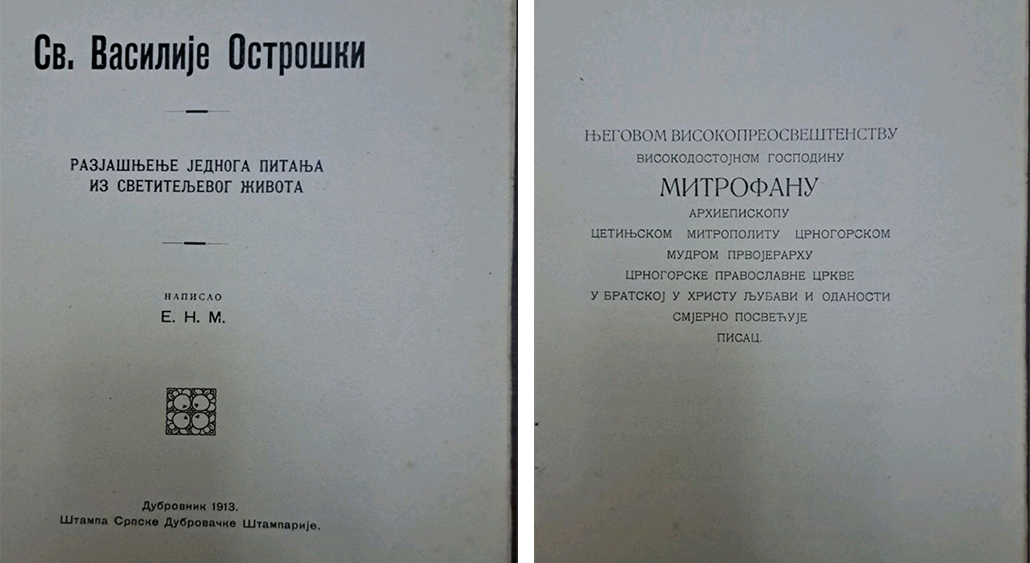 Св. Василије Острошки
РАЗЈАШЊЕЊЕ ЈЕДНОГА ПИТАЊА
ИЗ СВЕТИТЕЉЕВОГ ЖИВОТА
НАПИСАО
Е. Н. М.
Дубровник 1913.
Штампа Српске Дубровачке Штампарије.
ЊЕГОВОМ ВИСОКОПРЕОСВЕШТЕНСТВУ
ВИСОКОДОСТОЈНОМ ГОСПОДИНУ
МИТРОФАНУ
АРХИЕПИСКОПУ
ЦЕТИЊСКОМ МИТРОПОЛИТУ ЦРНОГОРСКОМ
МУДРОМ ПРВОЈЕРАРХУ
ЦРНОГОРСКЕ ПРАВОСЛАВНЕ ЦРКВЕ
У БРАТСКОЈ У ХРИСТУ ЉУБАВИ И ОДАНОСТИ
СМЈЕРНО ПОСВЕЋУЈЕ
ПИСАЦ.